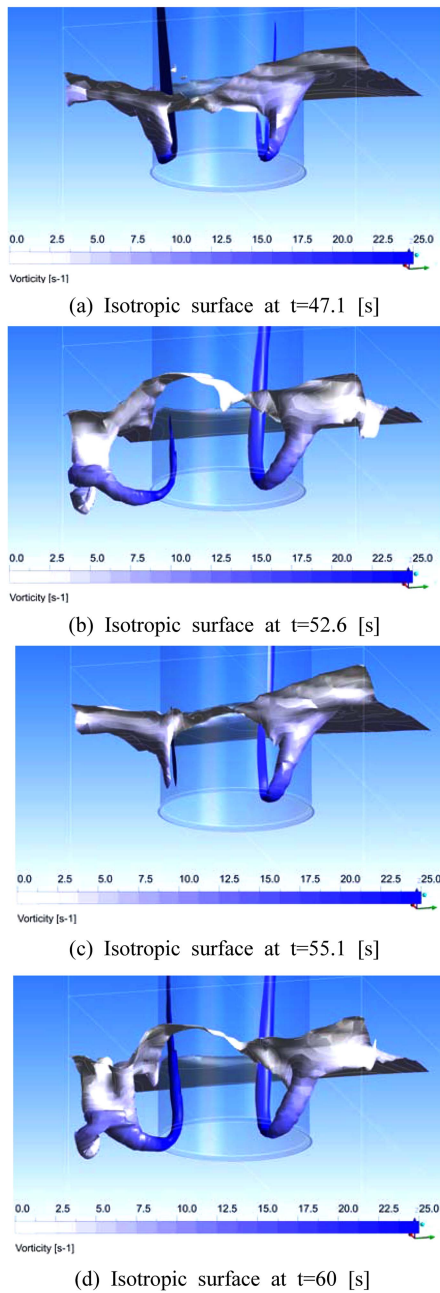 0.0 2.5 5.0 7.5 10.0 12.5 15.0 17.5 20.0 22.5 25.0
Vorticity [s-1]
(a) Isotropic surface at t=47.1 [s]
0.0 2.5 5.0 7.5 10.0 12.5 15.0 17.5 20.0 22.5 25.0
Vorticity [s-1]
(b) Isotropic surface at t=52.6 [s]
0.0 2.5 5.0 7.5 10.0 12.5 15.0 17.5 20.0 22.5 25.0
Vorticity [s-1]
(c) Isotropic surface at t=55.1 [s]
0.0 2.5 5.0 7.5 10.0 12.5 15.0 17.5 20.0 22.5 25.0
Vorticity [s-1]
(d) Isotropic surface at t=60 [s]